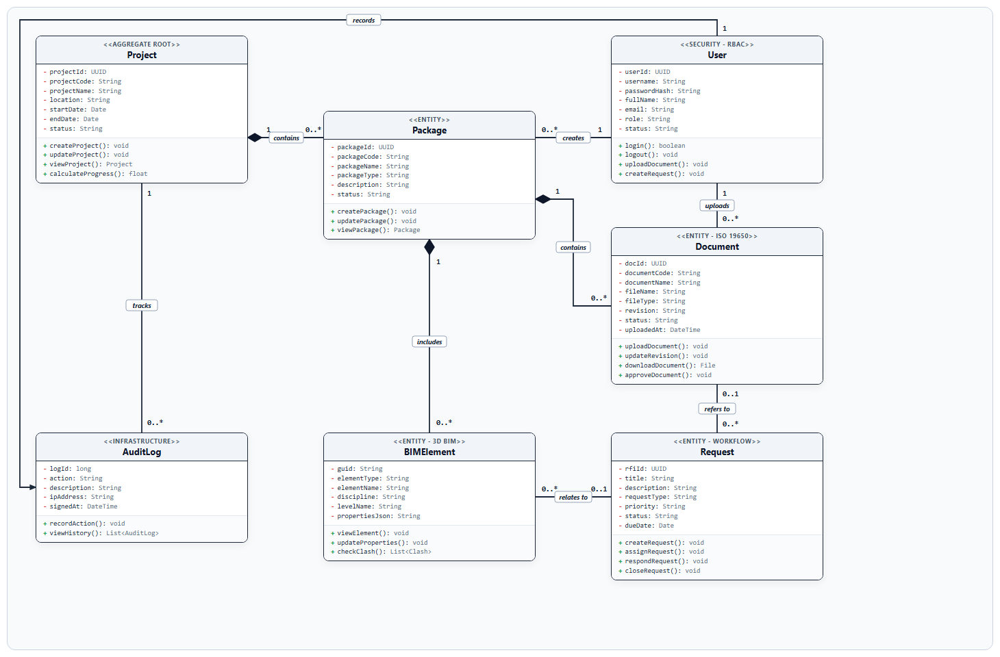 records
1
<<AGGREGATE ROOT>>
Project
- projectId: UUID
- projectCode: String
- projectName: String
- location: String
- startDate: Date
- endDate: Date
- status: String
+ createProject(): void
+ updateProject(): void
+ viewProject(): Project
+ calculateProgress(): float
1
contains
0..*
<<ENTITY>>
Package
- packageId: UUID
- packageCode: String
- packageName: String
- packageType: String
- description: String
- status: String
+ createPackage(): void
+ updatePackage(): void
+ viewPackage(): Package
0..*
creates
1
<<SECURITY - RBAC>>
User
- userId: UUID
- username: String
- passwordHash: String
- fullName: String
- email: String
- role: String
- status: String
+ login(): boolean
+ logout(): void
+ uploadDocument(): void
+ createRequest(): void
1
uploads
0..*
1
contains
0..*
<<ENTITY - ISO 19650>>
Document
- docId: UUID
- documentCode: String
- documentName: String
- fileName: String
- fileType: String
- revision: String
- status: String
- uploadedAt: DateTime
+ uploadDocument(): void
+ updateRevision(): void
+ downloadDocument(): File
+ approveDocument(): void
1
tracks
0..*
1
includes
0..*
0..1
refers to
0..*
<<INFRASTRUCTURE>>
AuditLog
- logId: long
- action: String
- description: String
- ipAddress: String
- signedAt: DateTime
+ recordAction(): void
+ viewHistory(): List<AuditLog>
<<ENTITY - 3D BIM>>
BIMElement
- guid: String
- elementType: String
- elementName: String
- discipline: String
- levelName: String
- propertiesJson: String
+ viewElement(): void
+ updateProperties(): void
+ checkClash(): List<Clash>
0..*
relates to
0..1
<<ENTITY - WORKFLOW>>
Request
- rfiId: UUID
- title: String
- description: String
- requestType: String
- priority: String
- status: String
- dueDate: Date
+ createRequest(): void
+ assignRequest(): void
+ respondRequest(): void
+ closeRequest(): void